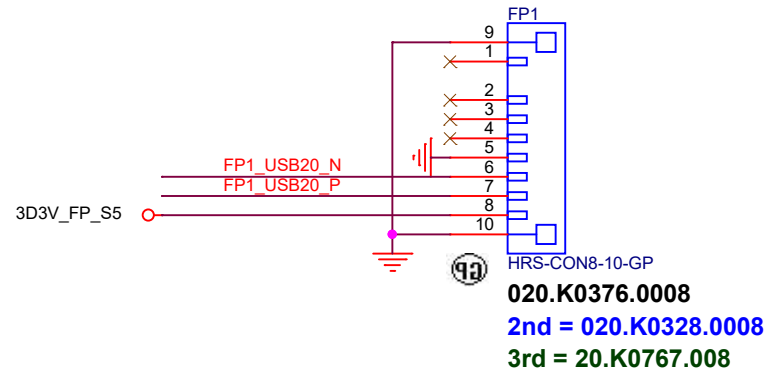 FP1
9
1
2
3
4
5
FP1_USB20_N
6
FP1_USB20_P
7
3D3V_FP_S5
8
10
HRS-CON8-10-GP
020.K0376.0008
2nd = 020.K0328.0008
3rd = 20.K0767.008